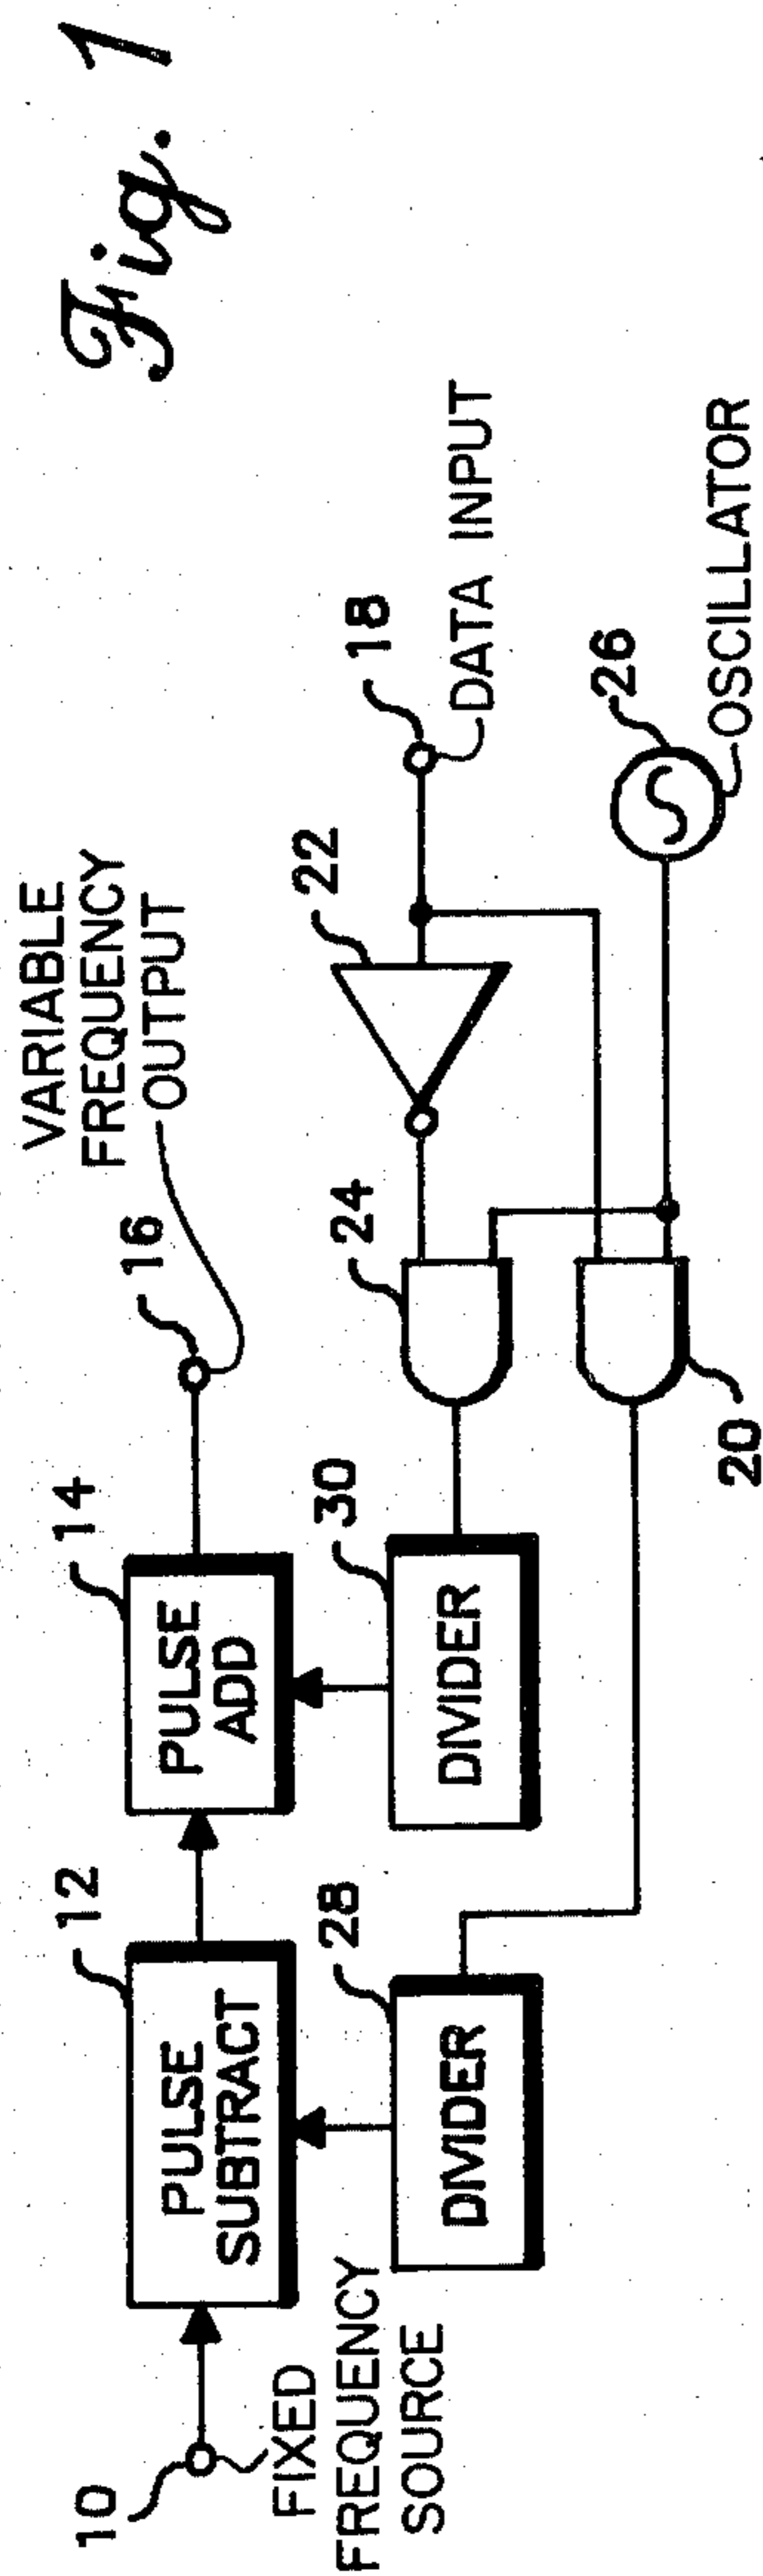 Fig. 1
VARIABLE
FREQUENCY
OUTPUT
16
14
PULSE
ADD
12
PULSE
SUBTRACT
10
FIXED
FREQUENCY
SOURCE
28
DIVIDER
30
DIVIDER
24
22
18
DATA INPUT
20
26
OSCILLATOR